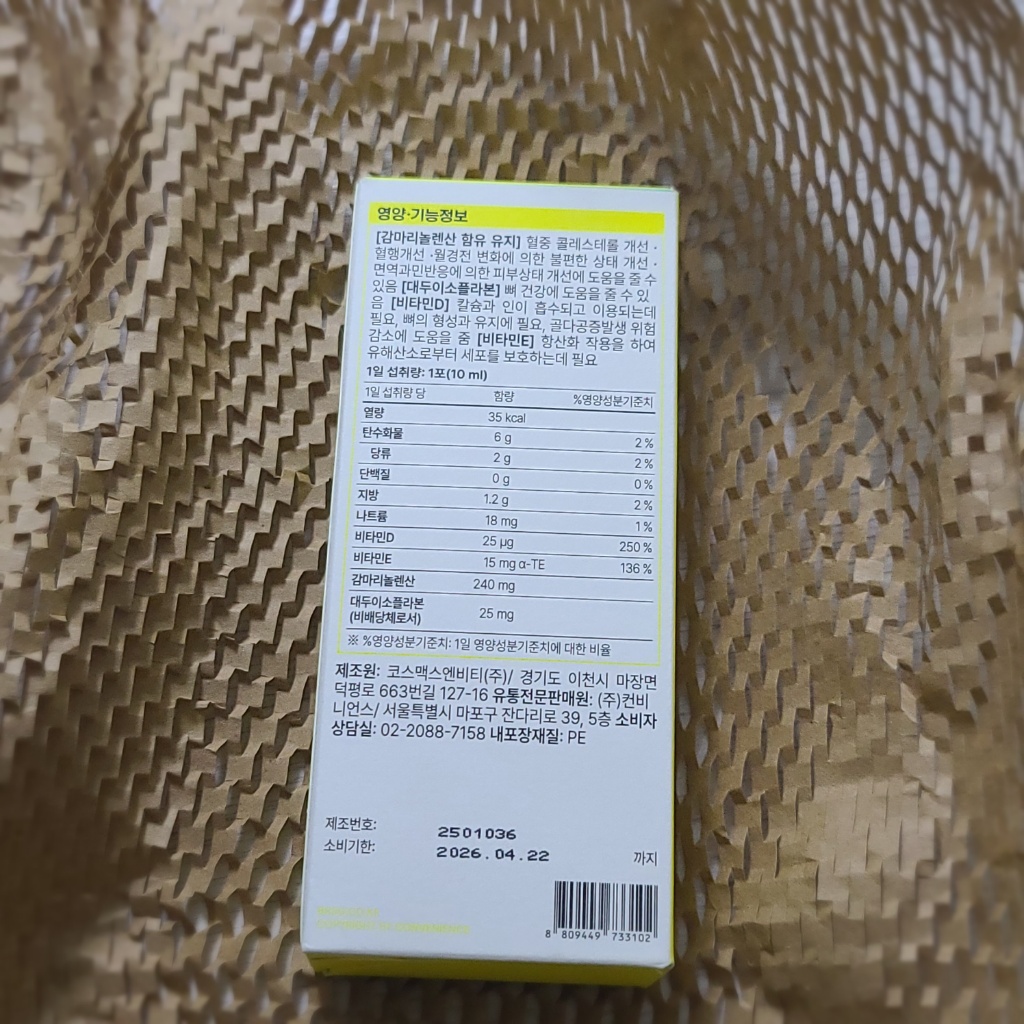 영양·기능정보
[감마리놀렌산 함유 유지] 혈중 콜레스테롤 개선 ·
혈행개선 ·월경전 변화에 의한 불편한 상태 개선 ·
면역과민반응에 의한 피부상태 개선에 도움을 줄 수
있음 [대두이소플라본] 뼈 건강에 도움을 줄 수 있
음 [비타민D] 칼슘과 인이 흡수되고 이용되는데
필요, 뼈의 형성과 유지에 필요, 골다공증발생 위험
감소에 도움을 줌 [비타민E] 항산화 작용을 하여
유해산소로부터 세포를 보호하는데 필요
1일 섭취량: 1포(10 ml)
1일 섭취량 당 함량 %영양성분기준치
열량 35 kcal
탄수화물 6 g 2 %
당류 2 g 2 %
단백질 0 g 0 %
지방 1.2 g 2 %
나트륨 18 mg 1 %
비타민D 25 µg 250 %
비타민E 15 mg α-TE 136 %
감마리놀렌산 240 mg
대두이소플라본
(비배당체로서) 25 mg
※ %영양성분기준치: 1일 영양성분기준치에 대한 비율
제조원: 코스맥스엔비티(주)/ 경기도 이천시 마장면
덕평로 663번길 127-16 유통전문판매원: (주)컨비
니언스/ 서울특별시 마포구 잔다리로 39, 5층 소비자
상담실: 02-2088-7158 내포장재질: PE
제조번호: 2501036
소비기한: 2026.04.22 까지
8 809449 733102